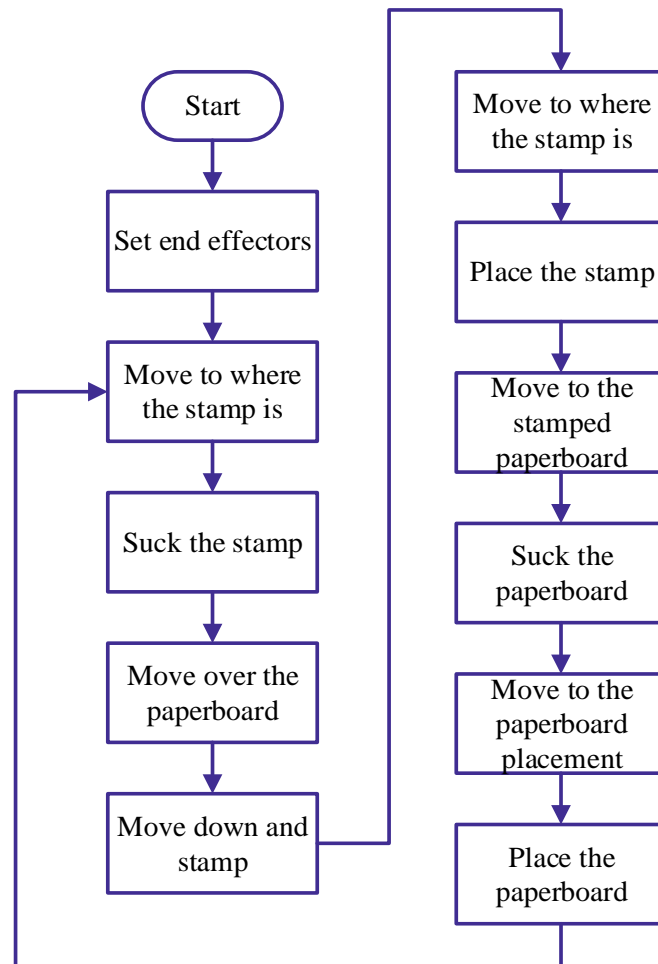 Start
Set end effectors
Move to where
the stamp is
Suck the stamp
Move over the
paperboard
Move down and
stamp
Move to where
the stamp is
Place the stamp
Move to the
stamped
paperboard
Suck the
paperboard
Move to the
paperboard
placement
Place the
paperboard